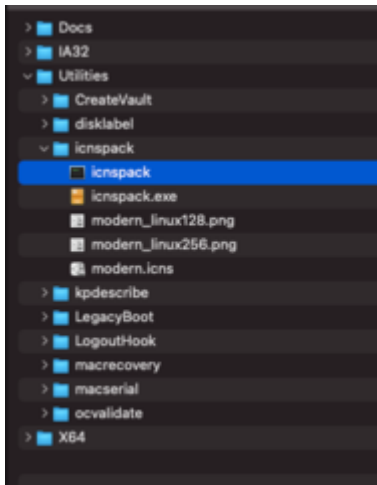 Docs
IA32
Utilities
CreateVault
disklabel
icnspack
icnspack
icnspack.exe
modern_linux128.png
modern_linux256.png
modern.icns
kpdescribe
LegacyBoot
LogoutHook
macrecovery
macserial
ocvalidate
X64